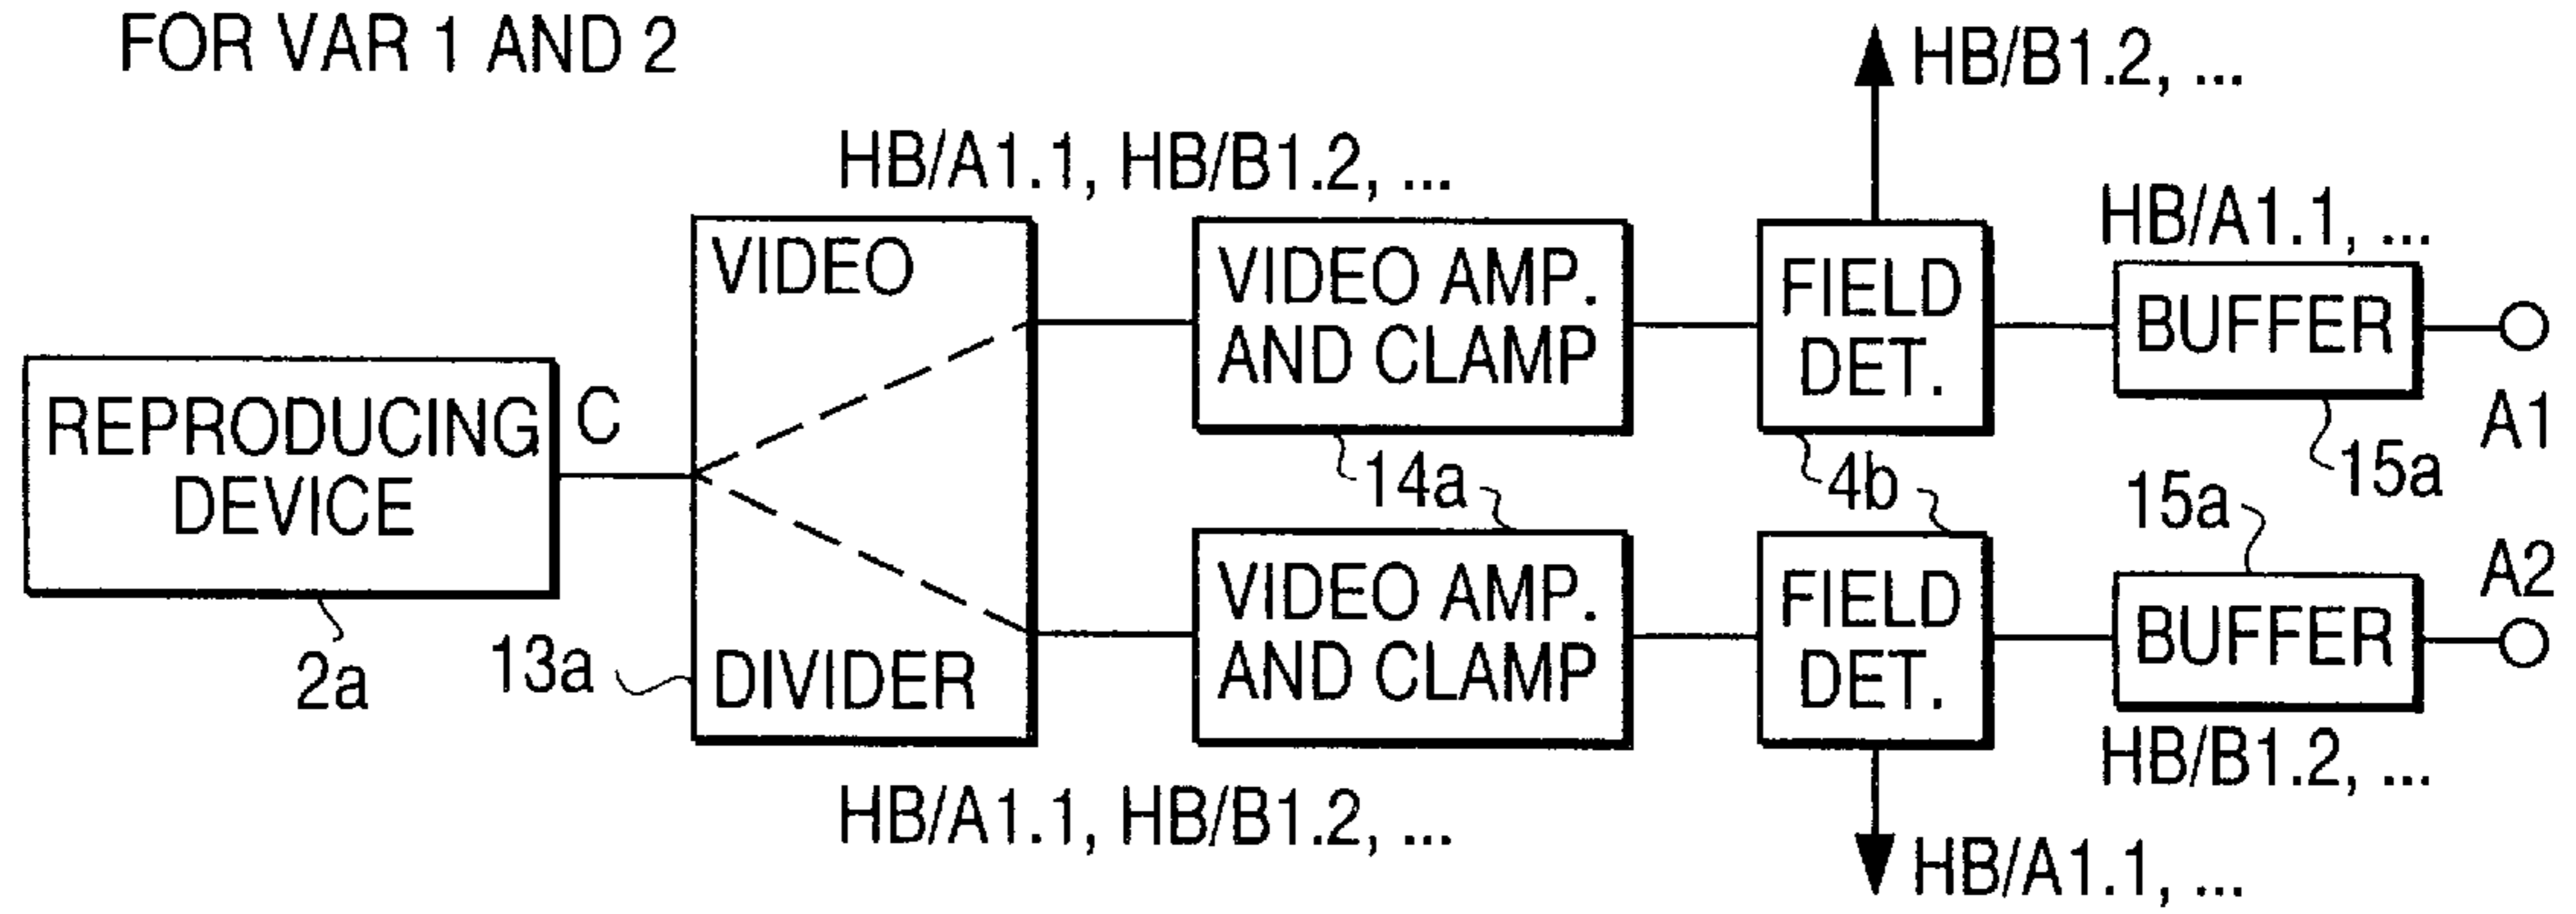 FOR VAR 1 AND 2
HB/B1.2, ...
HB/A1.1, HB/B1.2, ...
HB/A1.1, ...
VIDEO
DIVIDER
VIDEO AMP.
AND CLAMP
FIELD
DET.
BUFFER
REPRODUCING
DEVICE
C
A1
14a
4b
15a
15a
A2
VIDEO AMP.
AND CLAMP
FIELD
DET.
BUFFER
2a
13a
HB/B1.2, ...
HB/A1.1, HB/B1.2, ...
HB/A1.1, ...